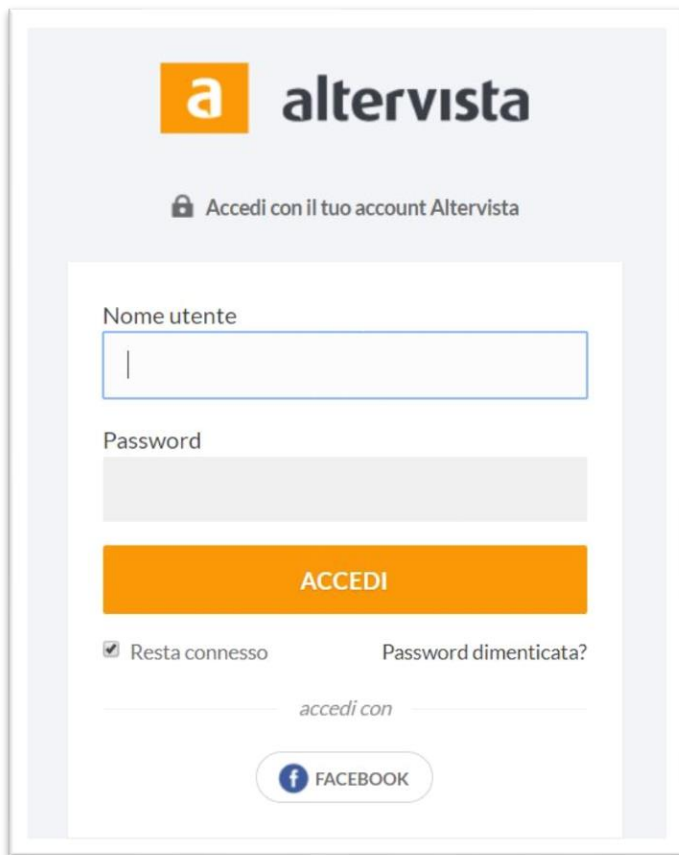 a altervista
Accedi con il tuo account Altervista
Nome utente
Password
ACCEDI
Resta connesso Password dimenticata?
accedi con
f FACEBOOK